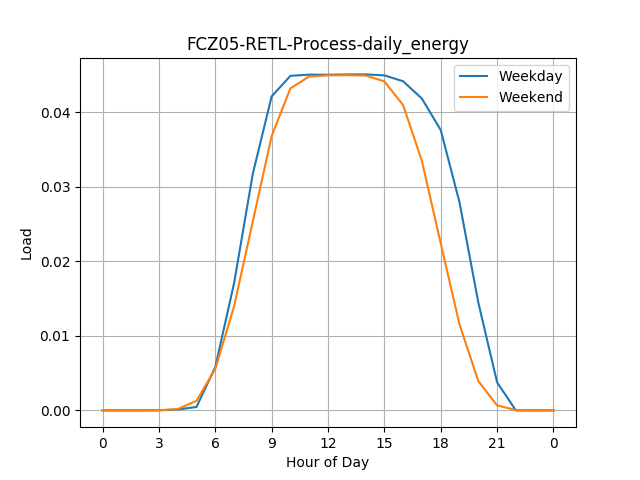 FCZ05-RETL-Process-daily_energy
Weekday
Weekend
Load
0.04
0.03
0.02
0.01
0.00
0 3 6 9 12 15 18 21 0
Hour of Day